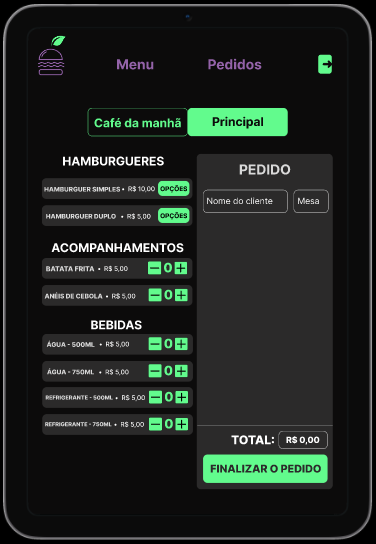 Menu Pedidos
Café da manhã Principal
HAMBURGUERES
HAMBURGUER SIMPLES • R$ 10,00 OPÇÕES
HAMBURGUER DUPLO • R$ 5,00 OPÇÕES
ACOMPANHAMENTOS
BATATA FRITA • R$ 5,00 0
ANÉIS DE CEBOLA • R$ 5,00 0
BEBIDAS
ÁGUA - 500ML • R$ 5,00 0
ÁGUA - 750ML • R$ 5,00 0
REFRIGERANTE - 500ML • R$ 5,00 0
REFRIGERANTE - 750ML • R$ 5,00 0
PEDIDO
Nome do cliente Mesa
TOTAL: R$ 0,00
FINALIZAR O PEDIDO